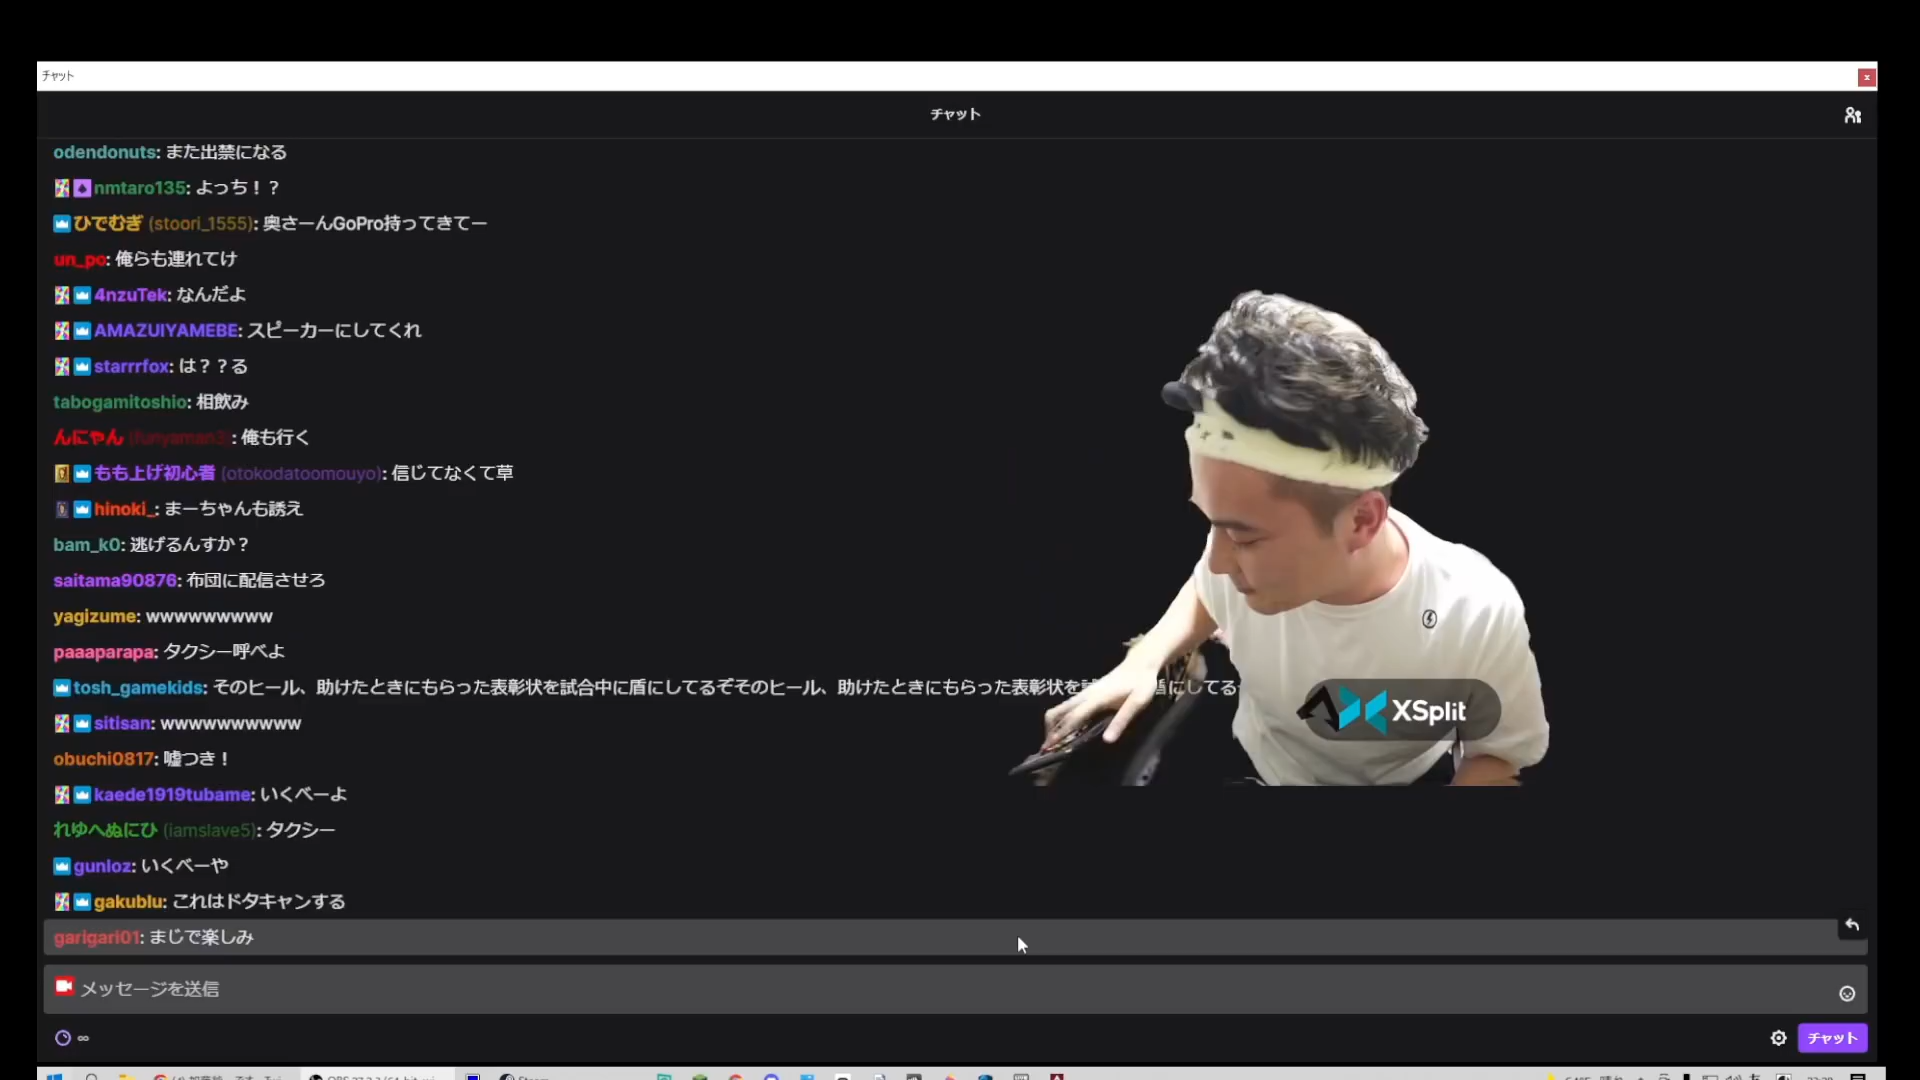 チャット
チャット
odendonuts: また出禁になる
nmtaro135: よっち！？
ひでむぎ (stoori_1555): 奥さーんGoPro持ってきてー
un_po: 俺らも連れてけ
4nzuTek: なんだよ
AMAZUIYAMEBE: スピーカーにしてくれ
starrrfox: は？？る
tabogamitoshio: 相飲み
んにゃん (funyaman3): 俺も行く
もも上げ初心者 (otokodatoomouyo): 信じてなくて草
hinoki_: まーちゃんも誘え
bam_k0: 逃げるんすか？
saitama90876: 布団に配信させろ
yagizume: wwwwwwwww
paaaparapa: タクシー呼べよ
tosh_gamekids: そのヒール、助けたときにもらった表彰状を試合中に盾にしてるぞそのヒール、助けたときにもらった表彰状を 盾にしてる
sitisan: wwwwwwwwww
obuchi0817: 嘘つき！
kaede1919tubame: いくべーよ
れゆへぬにひ (iamslave5): タクシー
gunloz: いくべーや
gakublu: これはドタキャンする
garigari01: まじで楽しみ
メッセージを送信
∞
チャット
XSplit